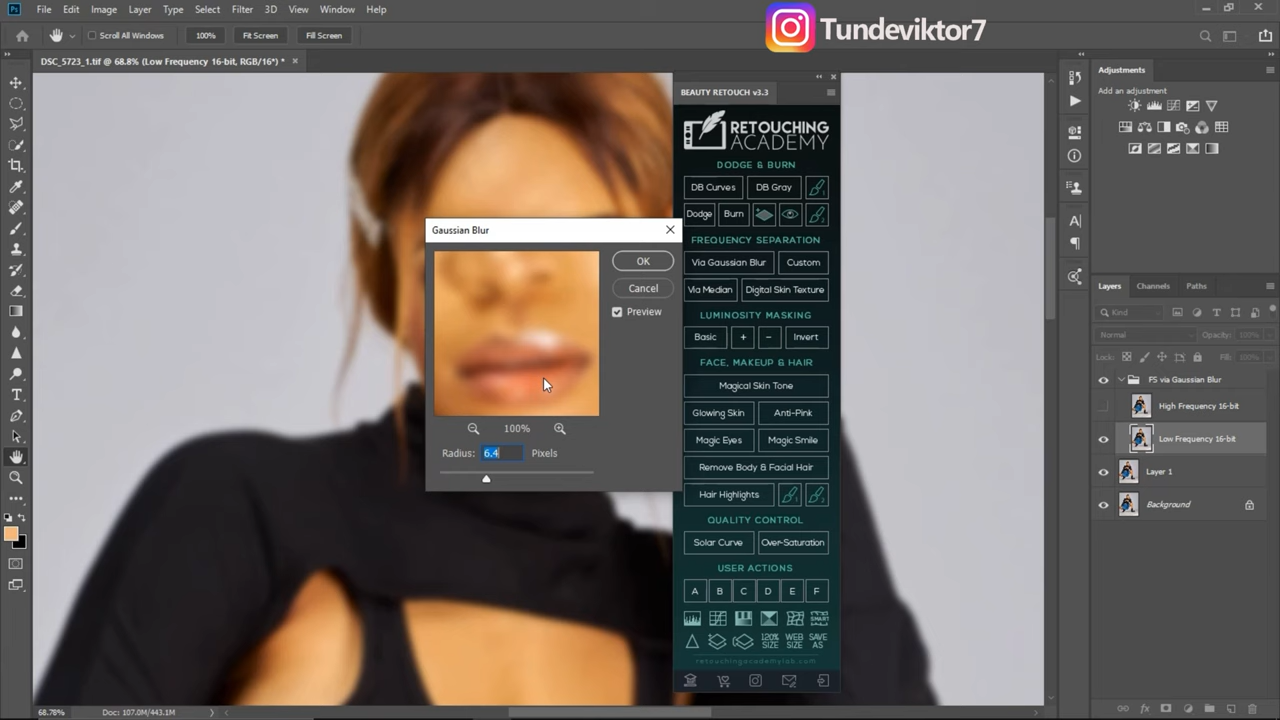 File Edit Image Layer Type Select Filter 3D View Window Help
Tundeviktor7
Scroll All Windows 100% Fit Screen Fill Screen
DSC_5723_1.tif @ 68.8% (Low Frequency 16-bit, RGB/16*) *
BEAUTY RETOUCH v3.3
RETOUCHING
ACADEMY
DODGE & BURN
DB Curves DB Gray
Dodge Burn
FREQUENCY SEPARATION
Via Gaussian Blur Custom
Via Median Digital Skin Texture
LUMINOSITY MASKING
Basic + − Invert
FACE, MAKEUP & HAIR
Magical Skin Tone
Glowing Skin Anti-Pink
Magic Eyes Magic Smile
Remove Body & Facial Hair
Hair Highlights
QUALITY CONTROL
Solar Curve Over-Saturation
USER ACTIONS
A B C D E F
120% SIZE WEB SIZE SAVE AS
retouchingacademylab.com
Gaussian Blur
OK
Cancel
Preview
100%
Radius: 6.4 Pixels
Adjustments
Add an adjustment
Layers Channels Paths
Kind
Normal Opacity: 100%
Lock: Fill: 100%
FS via Gaussian Blur
High Frequency 16-bit
Low Frequency 16-bit
Layer 1
Background
68.78% Doc: 107.0M/443.1M